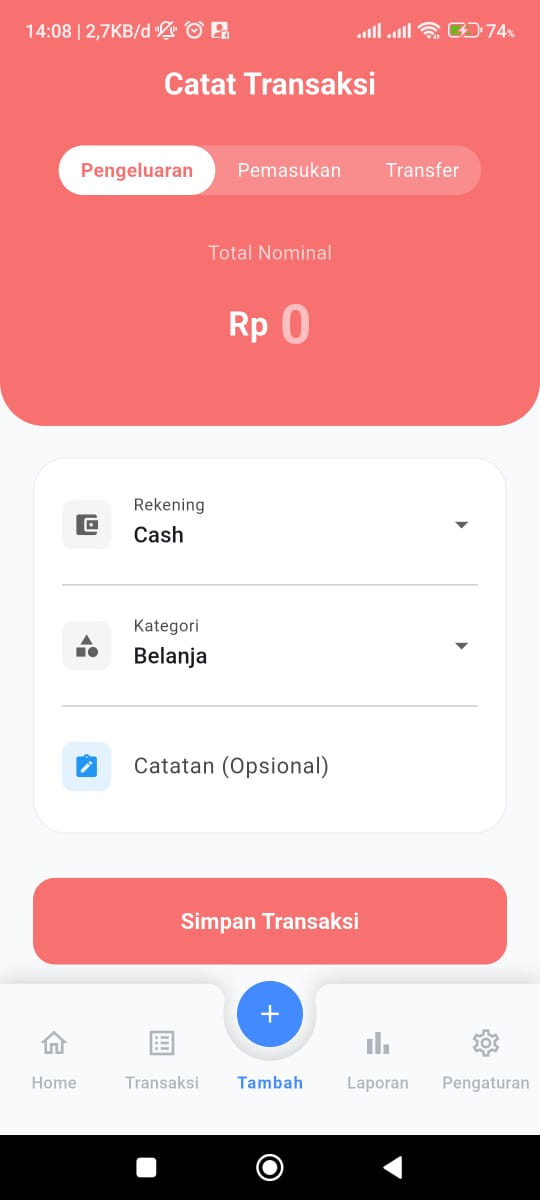 14:08 | 2,7KB/d 74%
Catat Transaksi
Pengeluaran Pemasukan Transfer
Total Nominal
Rp 0
Rekening
Cash
Kategori
Belanja
Catatan (Opsional)
Simpan Transaksi
Home Transaksi Tambah Laporan Pengaturan